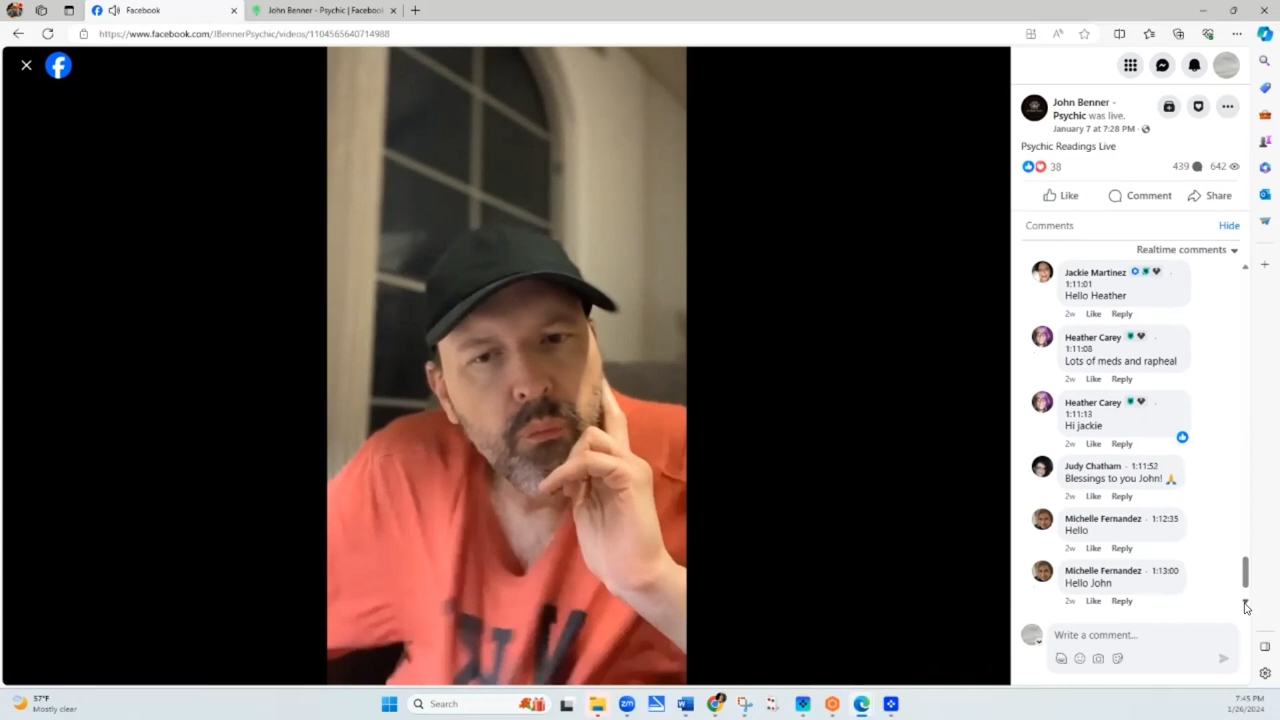 Facebook
John Benner - Psychic | Facebook
https://www.facebook.com/JBennerPsychic/videos/1104565640714988
John Benner -
Psychic was live.
January 7 at 7:28 PM ·
Psychic Readings Live
38
439
642
Like
Comment
Share
Comments
Hide
Realtime comments
Jackie Martinez
1:11:01
Hello Heather
2w Like Reply
Heather Carey
1:11:08
Lots of meds and rapheal
2w Like Reply
Heather Carey
1:11:13
Hi jackie
2w Like Reply
Judy Chatham · 1:11:52
Blessings to you John! 🙏
2w Like Reply
Michelle Fernandez · 1:12:35
Hello
2w Like Reply
Michelle Fernandez · 1:13:00
Hello John
2w Like Reply
Write a comment...
57°F
Mostly clear
Search
7:45 PM
1/26/2024